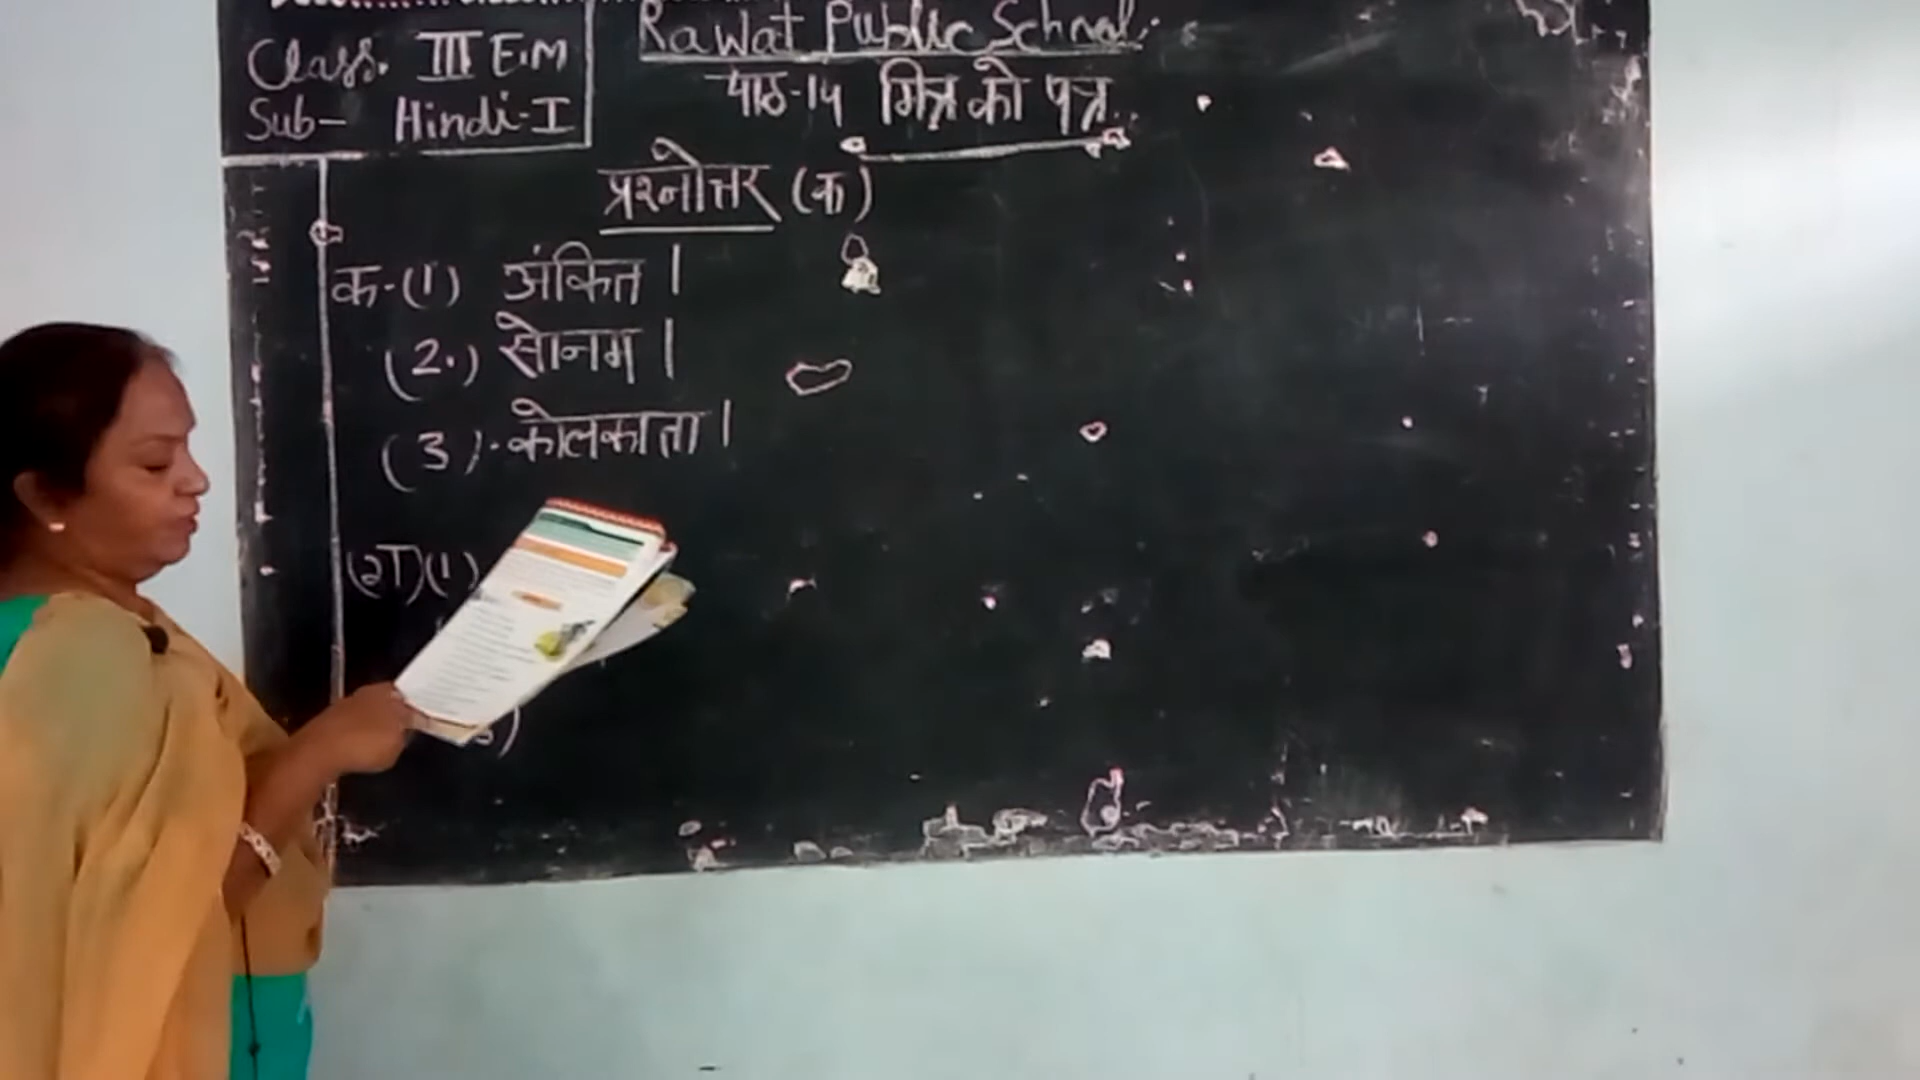 Class. III E.M
Sub- Hindi-I
Rawat Public School.
पाठ-14 मित्र को पत्र
प्रश्नोत्तर (क)
क-(1) अंकित।
(2.) सोनम।
(3). कोलकाता।
(ख)(1)